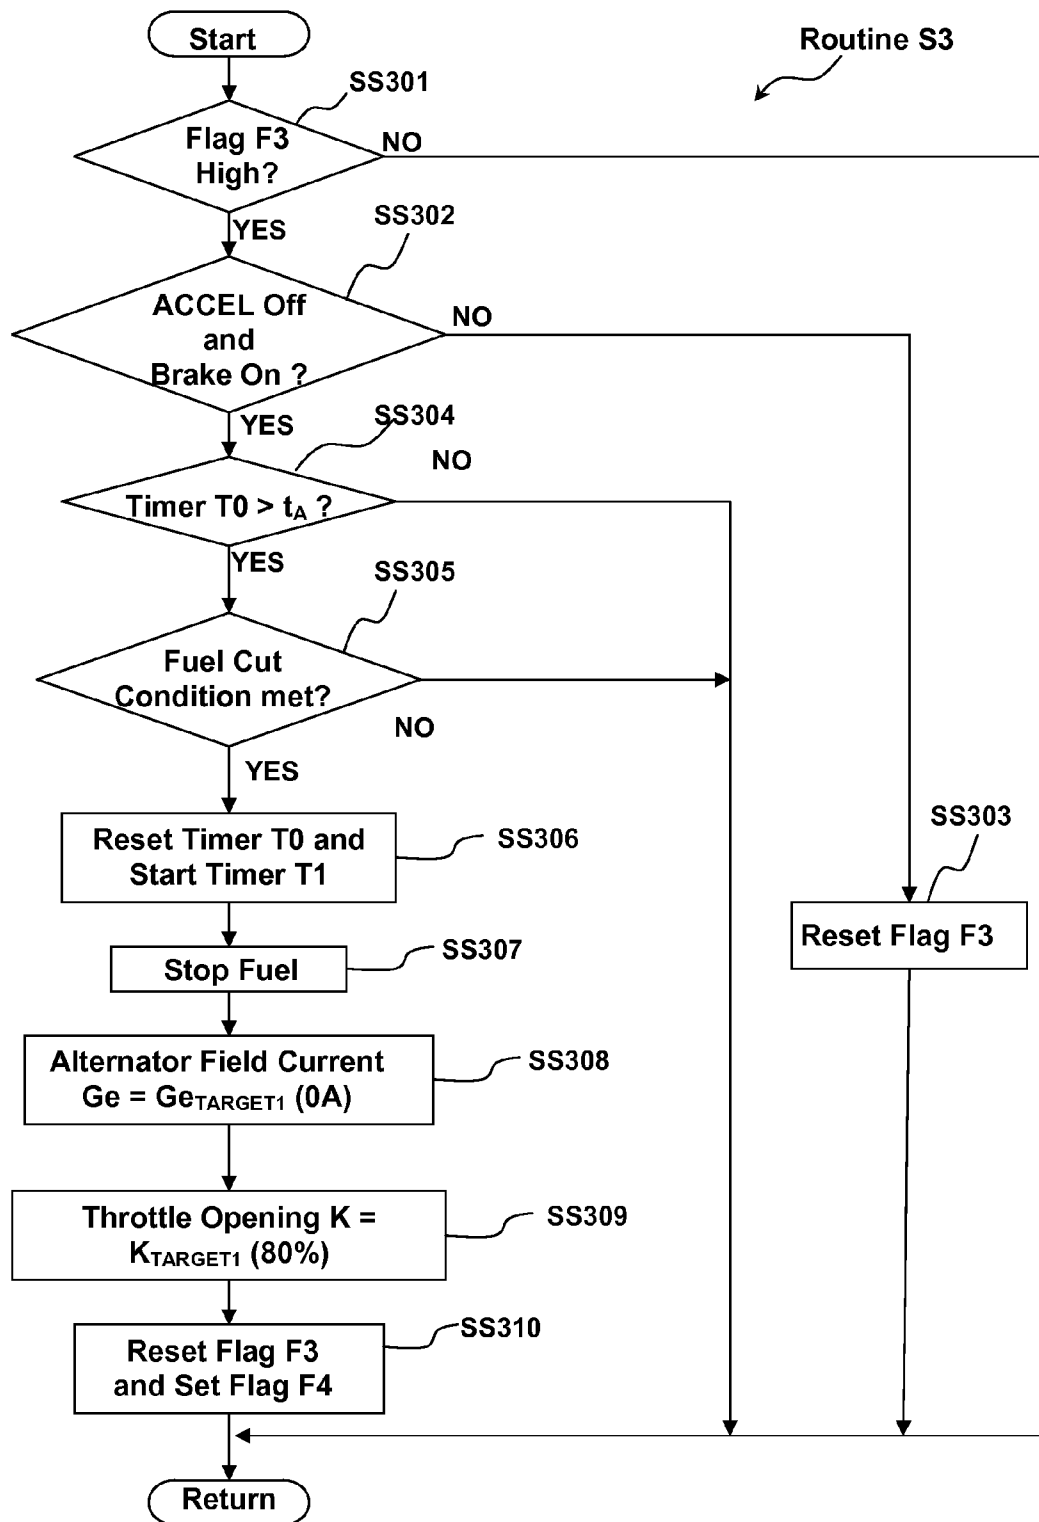 Start
Routine S3
SS301
Flag F3
High?
NO
YES
SS302
ACCEL Off
and
Brake On ?
NO
YES
SS304
NO
Timer T0 > tA ?
YES
SS305
Fuel Cut
Condition met?
NO
YES
Reset Timer T0 and
Start Timer T1
SS306
SS303
Reset Flag F3
Stop Fuel
SS307
Alternator Field Current
Ge = GeTARGET1 (0A)
SS308
Throttle Opening K =
KTARGET1 (80%)
SS309
SS310
Reset Flag F3
and Set Flag F4
Return